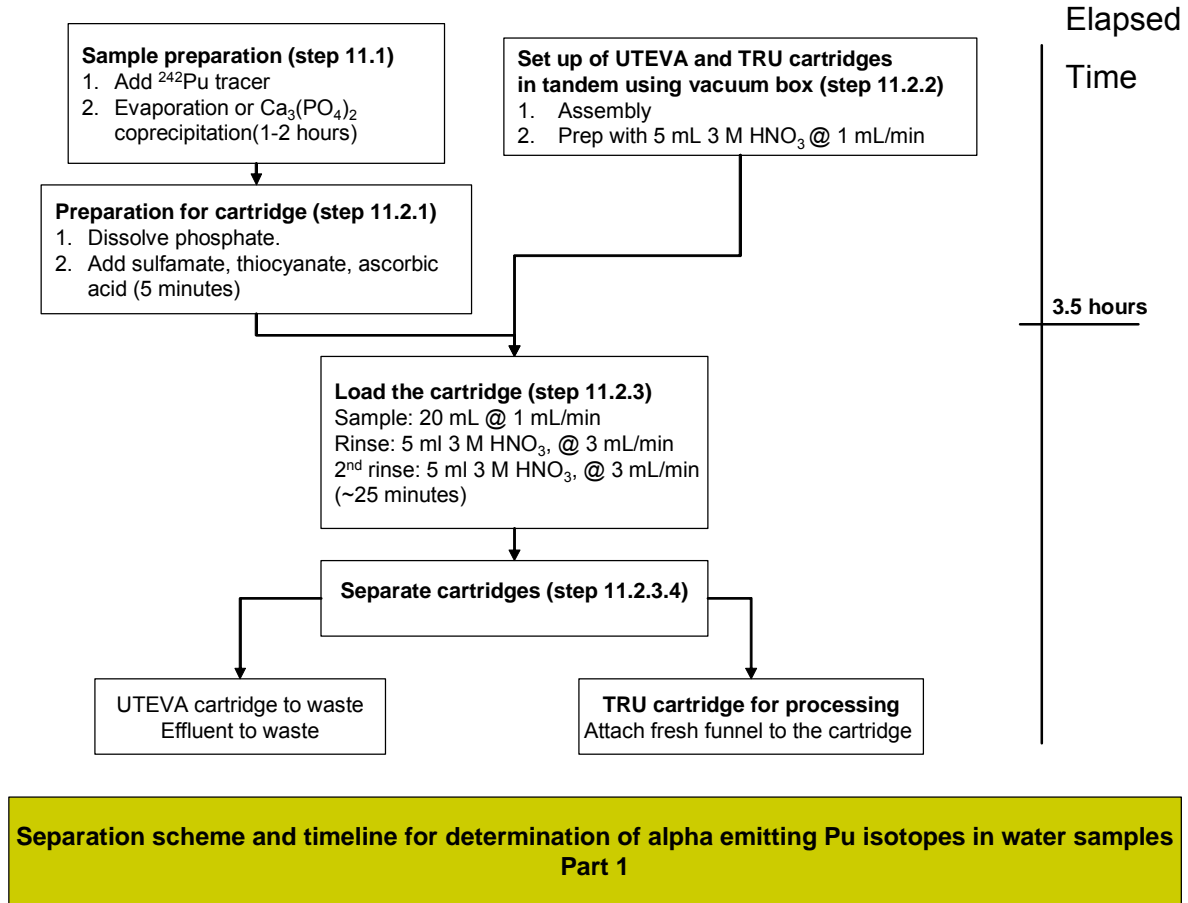 Elapsed
Time
Sample preparation (step 11.1)
1. Add ²⁴²Pu tracer
2. Evaporation or Ca₃(PO₄)₂
coprecipitation(1-2 hours)
Set up of UTEVA and TRU cartridges
in tandem using vacuum box (step 11.2.2)
1. Assembly
2. Prep with 5 mL 3 M HNO₃ @ 1 mL/min
Preparation for cartridge (step 11.2.1)
1. Dissolve phosphate.
2. Add sulfamate, thiocyanate, ascorbic
acid (5 minutes)
3.5 hours
Load the cartridge (step 11.2.3)
Sample: 20 mL @ 1 mL/min
Rinse: 5 ml 3 M HNO₃, @ 3 mL/min
2ⁿᵈ rinse: 5 ml 3 M HNO₃, @ 3 mL/min
(~25 minutes)
Separate cartridges (step 11.2.3.4)
UTEVA cartridge to waste
Effluent to waste
TRU cartridge for processing
Attach fresh funnel to the cartridge
Separation scheme and timeline for determination of alpha emitting Pu isotopes in water samples
Part 1